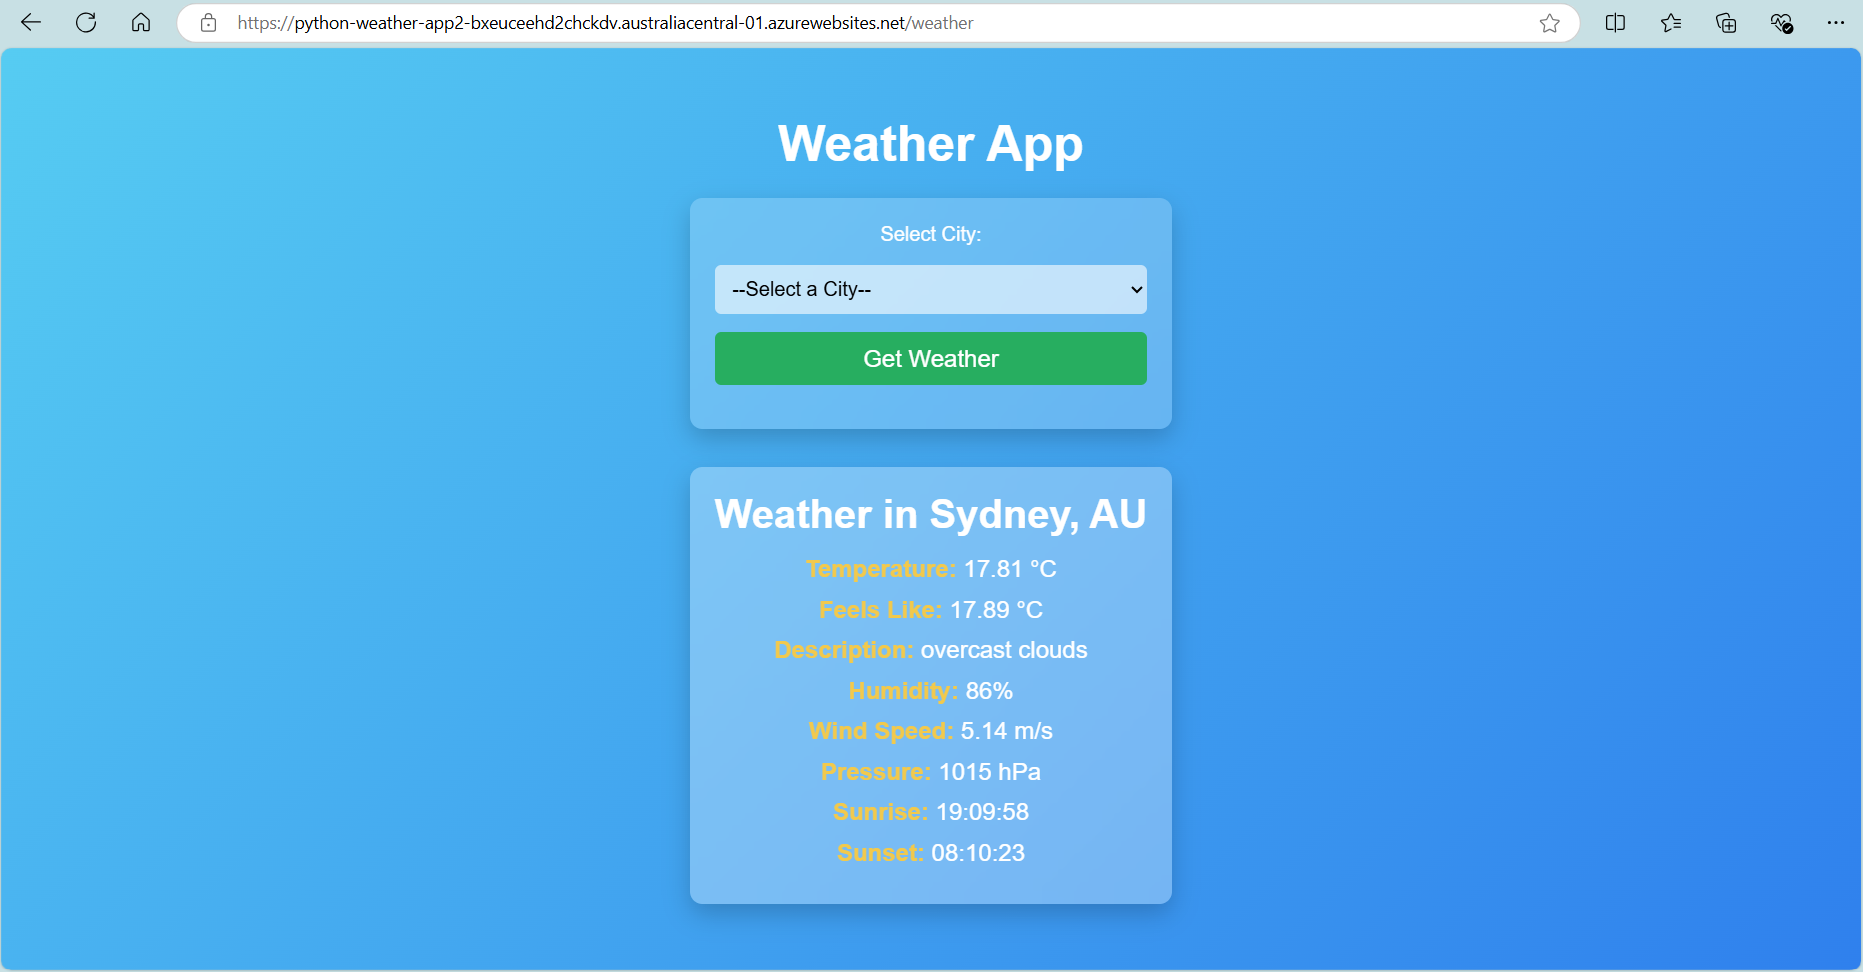 https://python-weather-app2-bxeuceehd2chckdv.australiacentral-01.azurewebsites.net/weather
Weather App
Select City:
--Select a City--
Get Weather
Weather in Sydney, AU
Temperature: 17.81 °C
Feels Like: 17.89 °C
Description: overcast clouds
Humidity: 86%
Wind Speed: 5.14 m/s
Pressure: 1015 hPa
Sunrise: 19:09:58
Sunset: 08:10:23